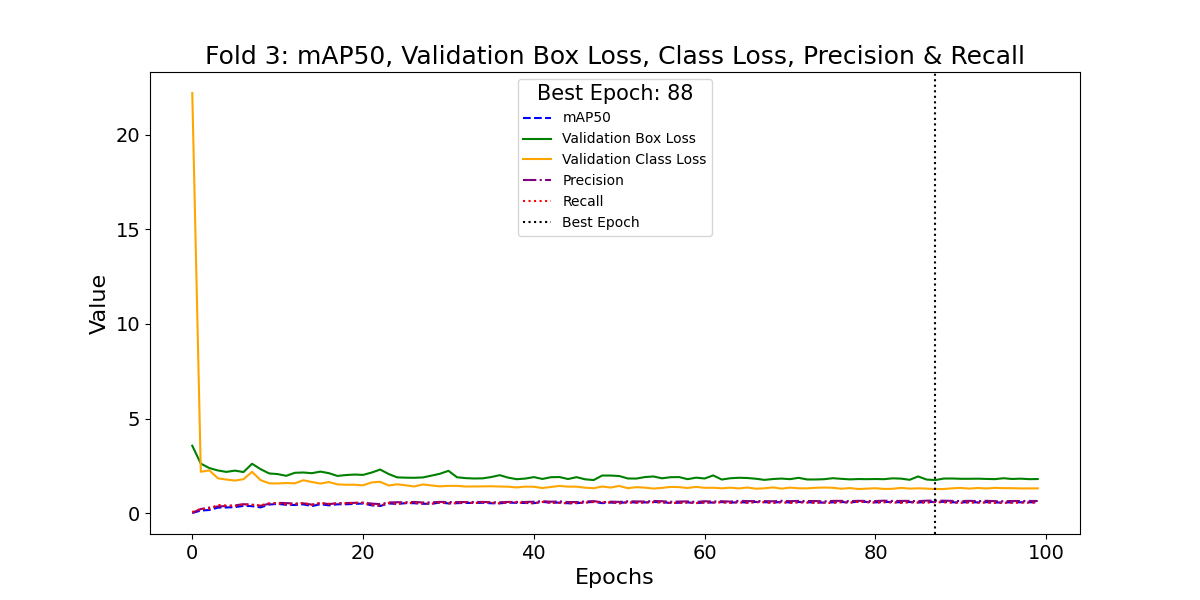 Fold 3: mAP50, Validation Box Loss, Class Loss, Precision & Recall
Best Epoch: 88
mAP50
Validation Box Loss
Validation Class Loss
Precision
Recall
Best Epoch
Value
20
15
10
5
0
0 20 40 60 80 100
Epochs